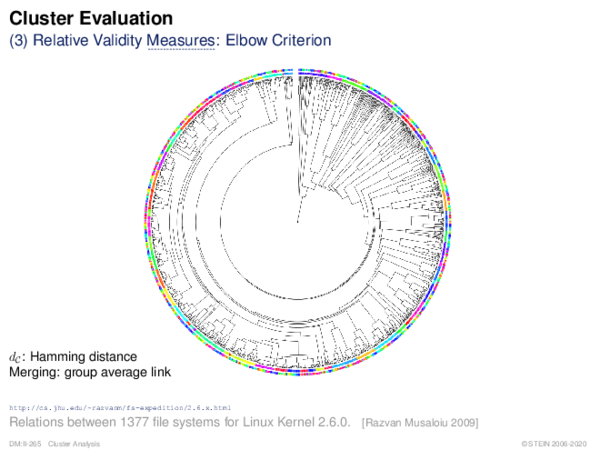 Cluster Evaluation
(3) Relative Validity Measures: Elbow Criterion
d𝒸: Hamming distance
Merging: group average link
http://cs.jhu.edu/~razvanm/fs-expedition/2.6.x.html
Relations between 1377 file systems for Linux Kernel 2.6.0. [Razvan Musaloiu 2009]
DM:II-265 Cluster Analysis
© STEIN 2006-2020